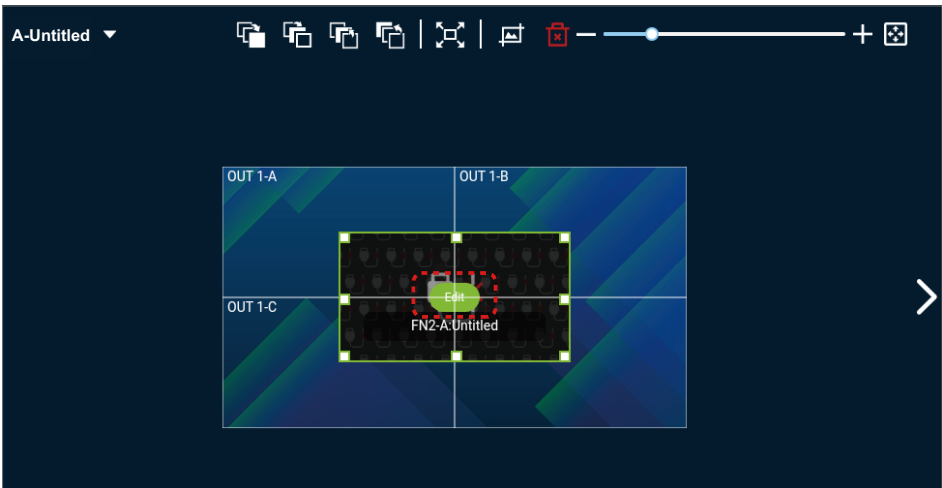 A-Untitled
OUT 1-A
OUT 1-B
Edit
OUT 1-C
FN2-A:Untitled